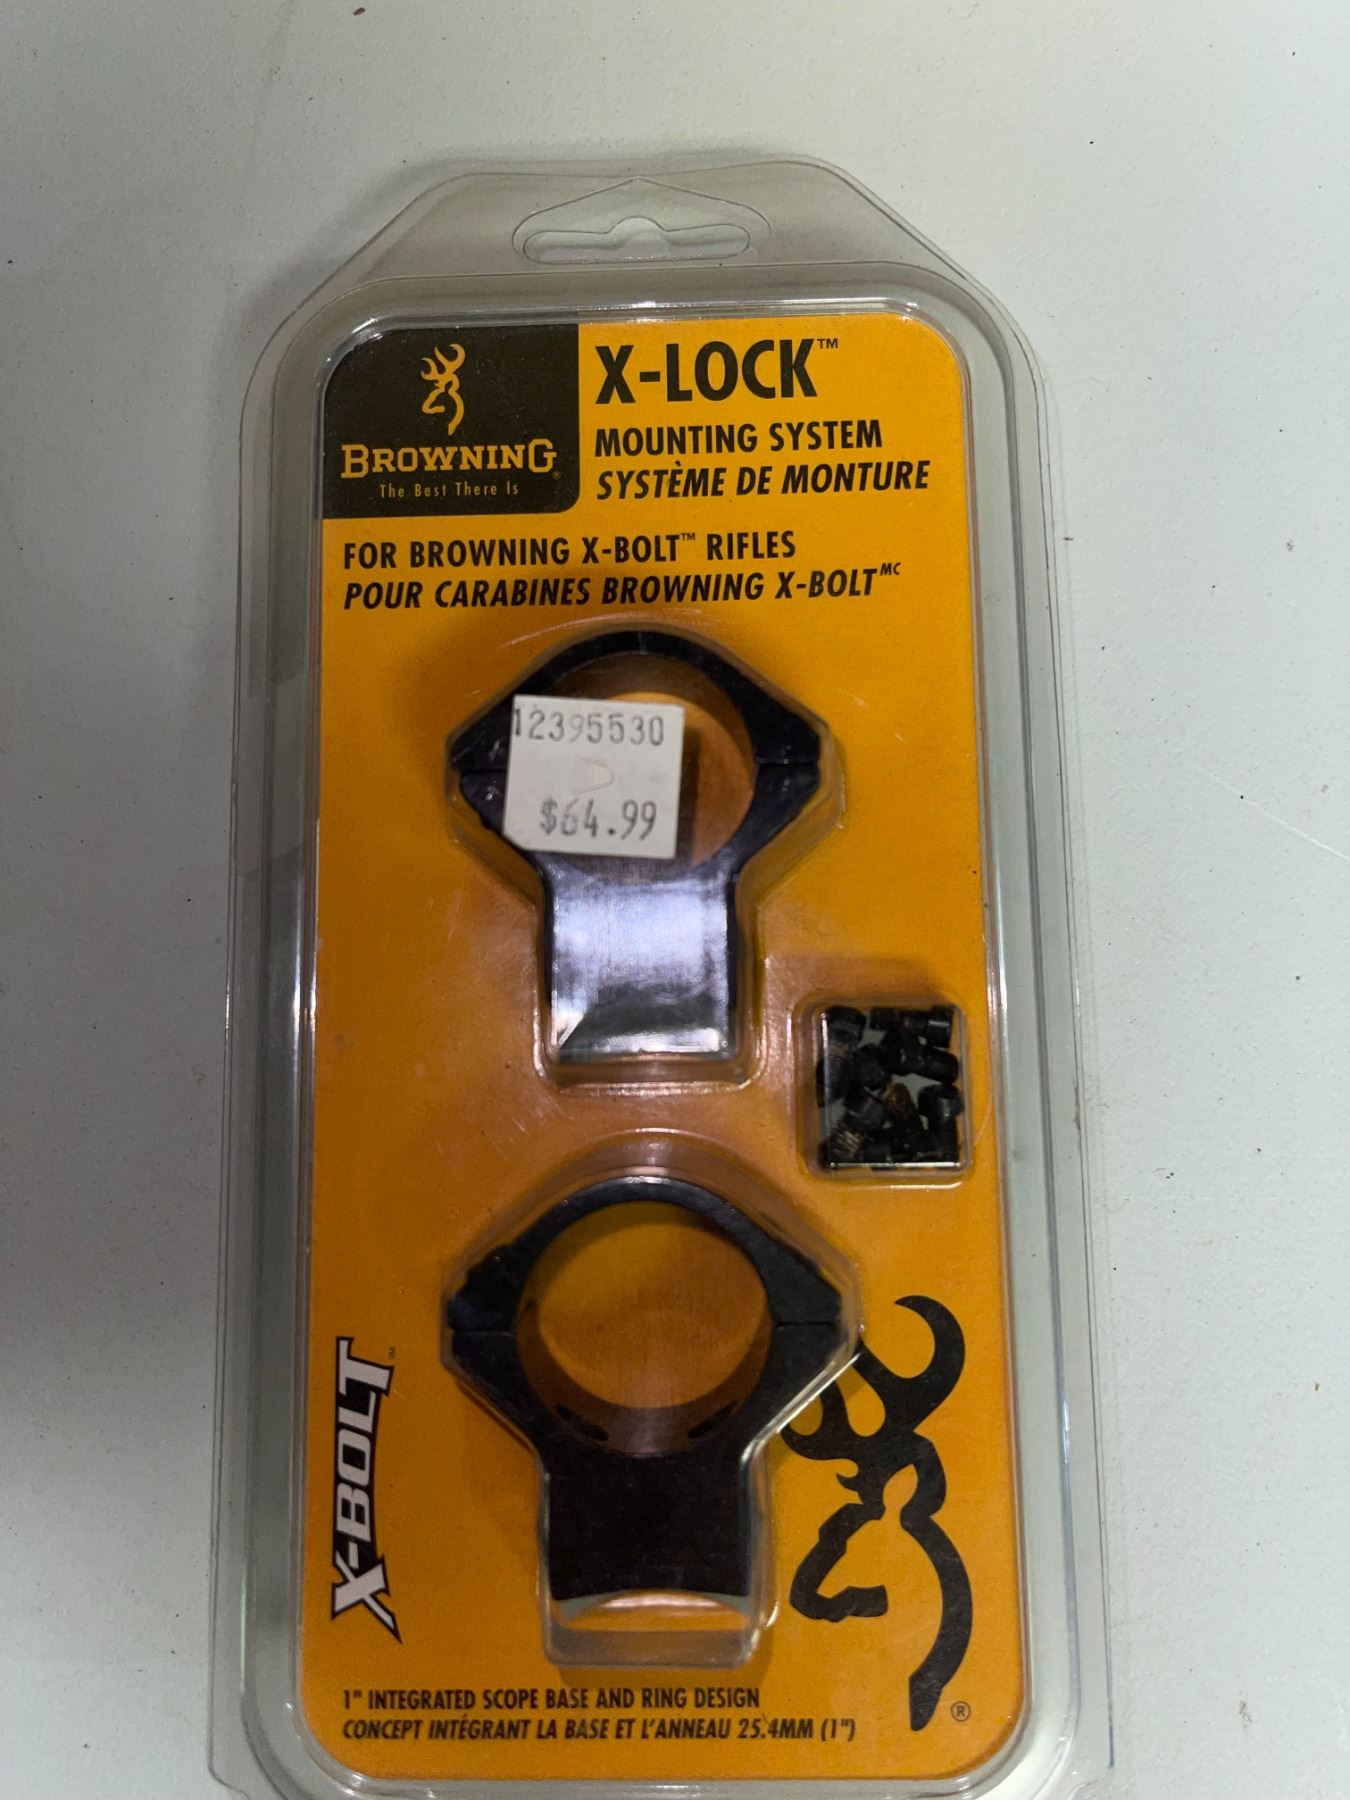 BROWNING®
The Best There Is
X-LOCK™
MOUNTING SYSTEM
SYSTÈME DE MONTURE
FOR BROWNING X-BOLT™ RIFLES
POUR CARABINES BROWNING X-BOLT MC
12395530
$64.99
X-BOLT™
®
1" INTEGRATED SCOPE BASE AND RING DESIGN
CONCEPT INTÉGRANT LA BASE ET L'ANNEAU 25.4MM (1")